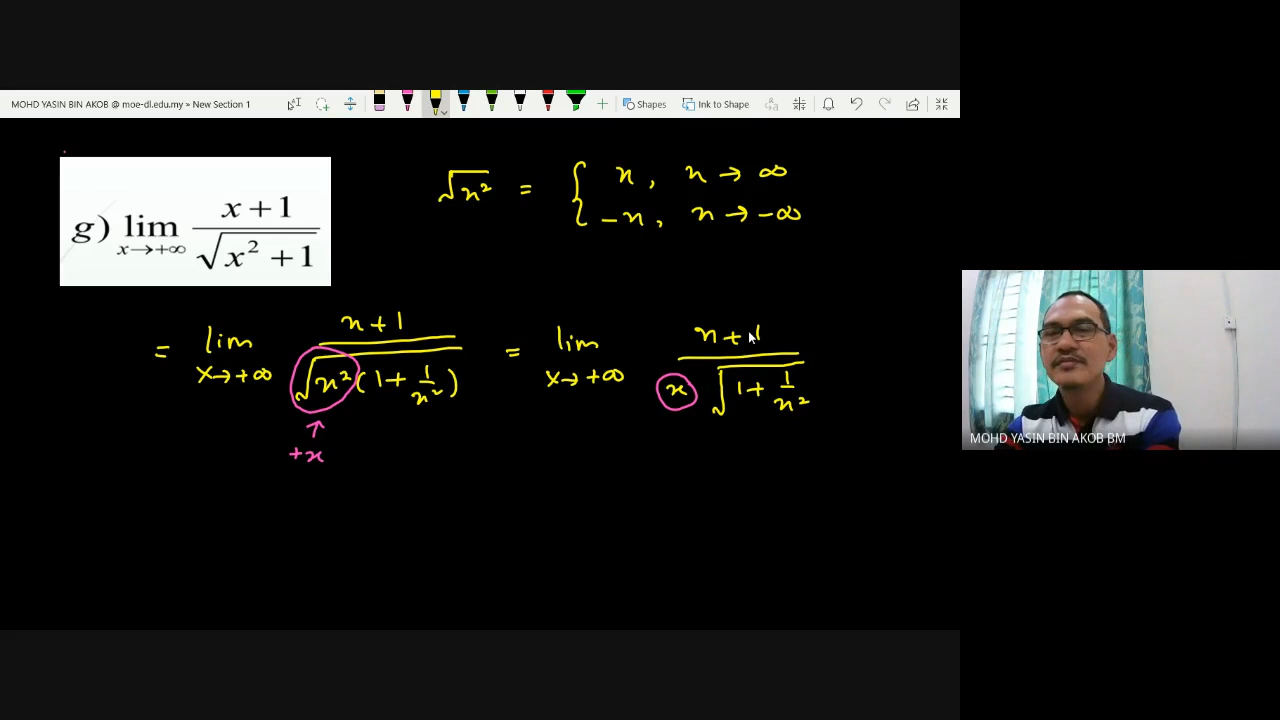 MOHD YASIN BIN AKOB @ moe-dl.edu.my » New Section 1
Shapes
Ink to Shape
g) lim x→+∞ (x + 1)/√(x² + 1)
√x² = { x, x → ∞
-x, x → -∞
= lim x→+∞ (x+1)/√(x²(1 + 1/x²)) = lim x→+∞ (x+1)/(x√(1 + 1/x²))
↑
+x
MOHD YASIN BIN AKOB BM